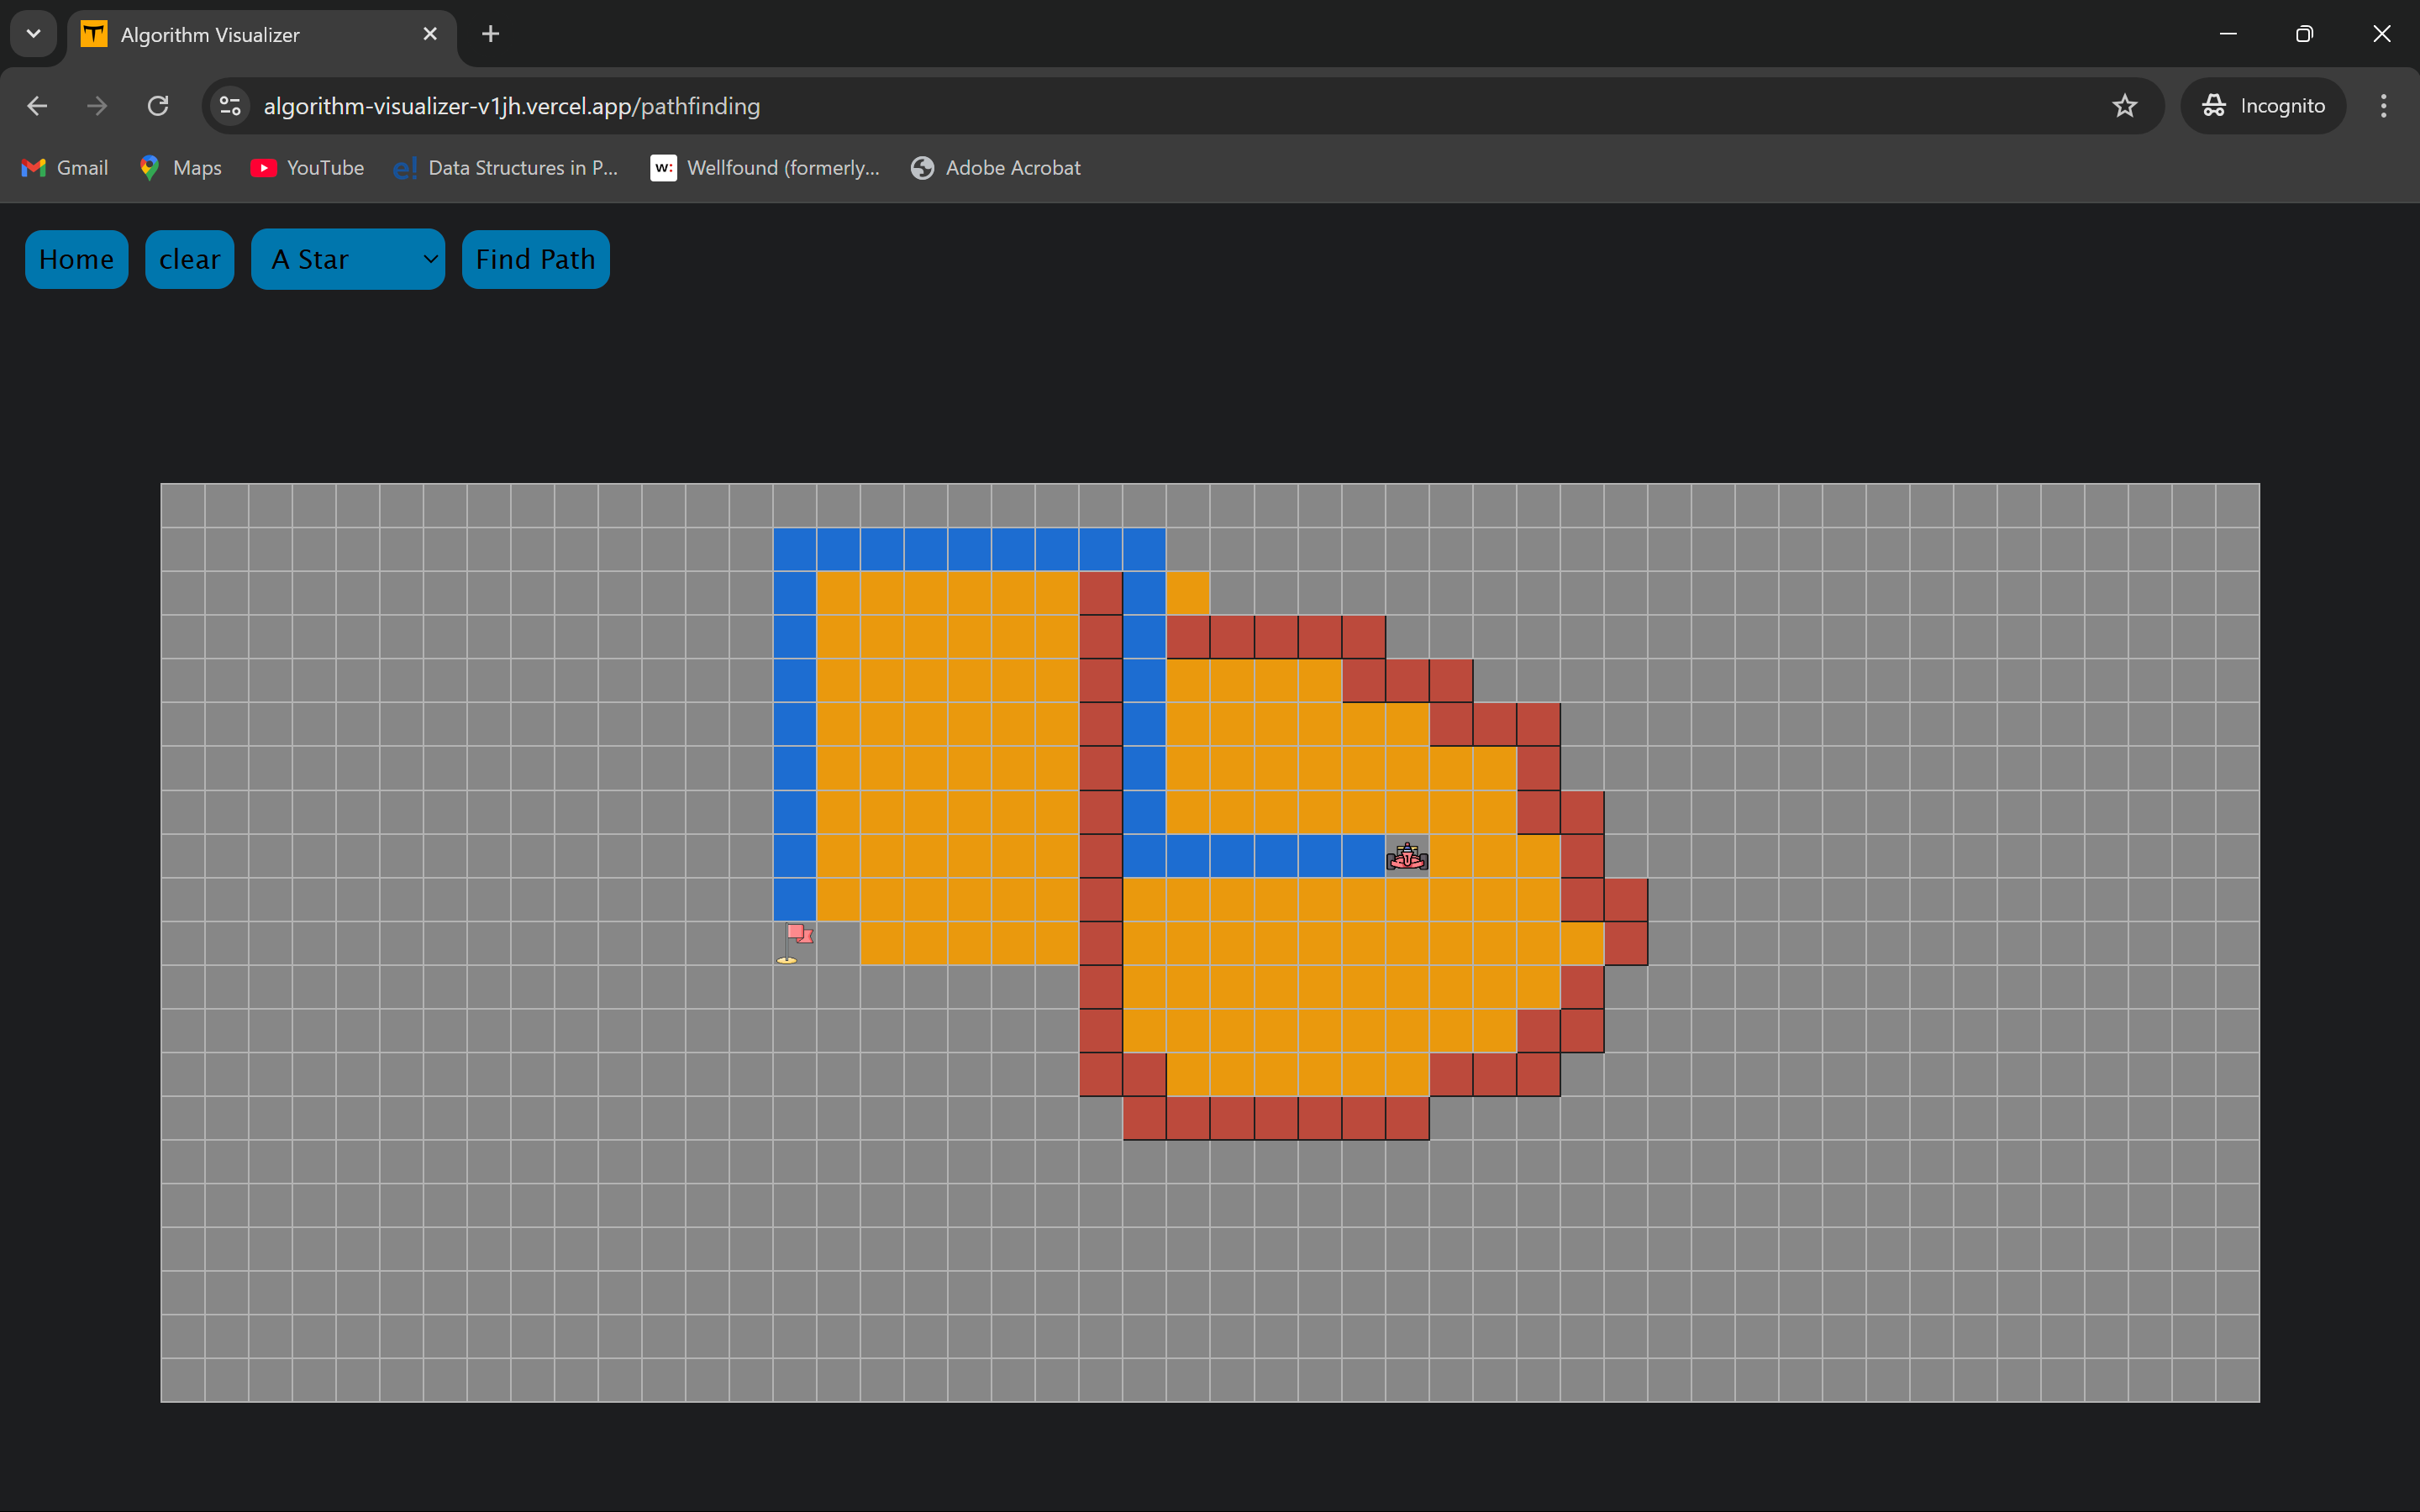 Algorithm Visualizer
algorithm-visualizer-v1jh.vercel.app/pathfinding
Incognito
Gmail Maps YouTube e! Data Structures in P... w: Wellfound (formerly... Adobe Acrobat
Home clear A Star Find Path